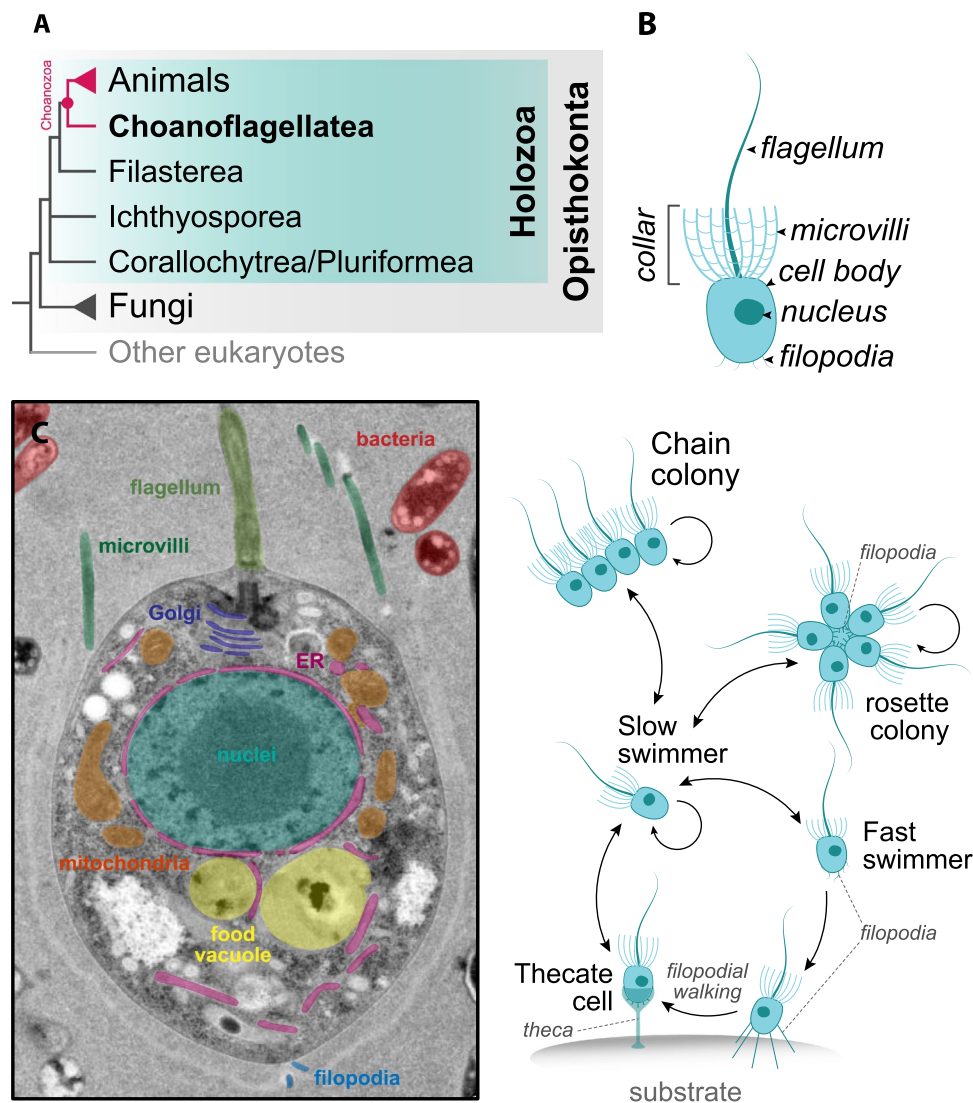 A
Choanozoa
Animals
Choanoflagellatea
Filasterea
Ichthyosporea
Corallochytrea/Pluriformea
Fungi
Other eukaryotes
Holozoa
Opisthokonta
B
flagellum
collar
microvilli
cell body
nucleus
filopodia
C
bacteria
flagellum
microvilli
Golgi
ER
nuclei
mitochondria
food
vacuole
filopodia
Chain
colony
filopodia
rosette
colony
Slow
swimmer
Fast
swimmer
filopodia
Thecate
cell
filopodial
walking
theca
substrate